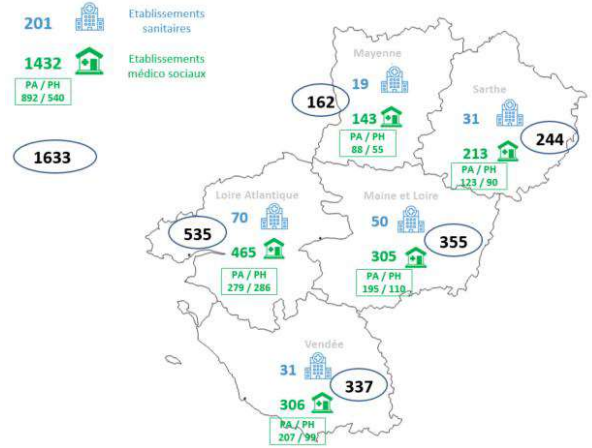 201
Etablissements
sanitaires
1432
Etablissements
médico sociaux
PA / PH
892 / 540
1633
Mayenne
19
162
143
PA / PH
88 / 55
Sarthe
31
244
213
PA / PH
123 / 90
Loire Atlantique
70
535
465
PA / PH
279 / 286
Maine et Loire
50
355
305
PA / PH
195 / 110
Vendée
31
337
306
PA / PH
207 / 99